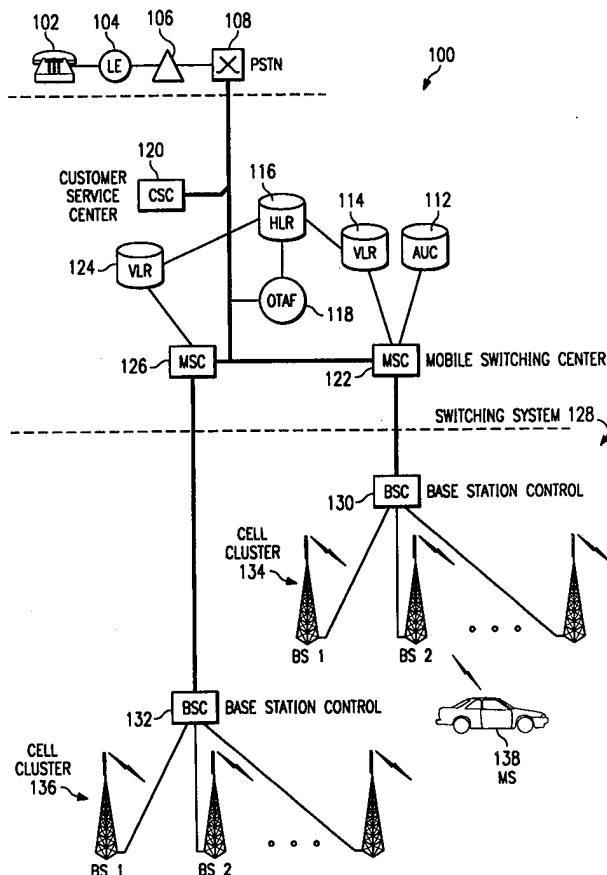 102 104 106 108
LE PSTN
100
120
CUSTOMER
SERVICE
CENTER
CSC
116
HLR
114
VLR
112
AUC
124
VLR
OTAF
118
MSC
126
MSC
122
MOBILE SWITCHING CENTER
SWITCHING SYSTEM 128
BSC
130
BASE STATION CONTROL
CELL
CLUSTER
134
BS 1
BS 2
BSC
132
BASE STATION CONTROL
138
MS
CELL
CLUSTER
136
BS 1
BS 2